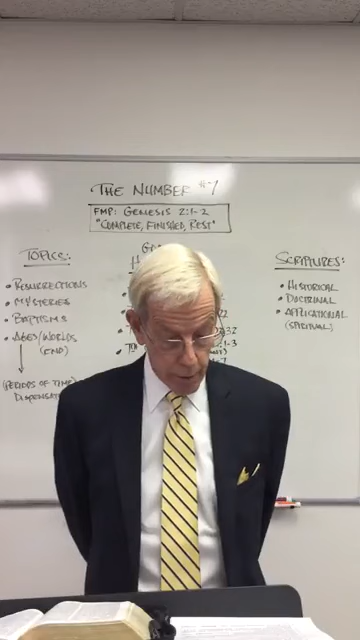 THE NUMBER #7
FMP: GENESIS 2:1-2
"COMPLETE, FINISHED, REST"
TOPICS:
• RESURRECTIONS
• MYSTERIES
• BAPTISMS
• AGES/WORLDS
(END)
(PERIODS OF TIME)
SCRIPTURES:
• HISTORICAL
• DOCTRINAL
• APPLICATIONAL
(SPIRITUAL)